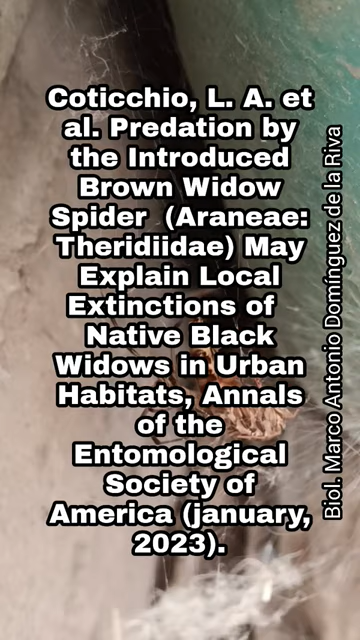 Coticchio, L. A. et
al. Predation by
the Introduced
Brown Widow
Spider (Araneae:
Theridiidae) May
Explain Local
Extinctions of
Native Black
Widows in Urban
Habitats, Annals
of the
Entomological
Society of
America (january,
2023).
Biol. Marco Antonio Domínguez de la Riva